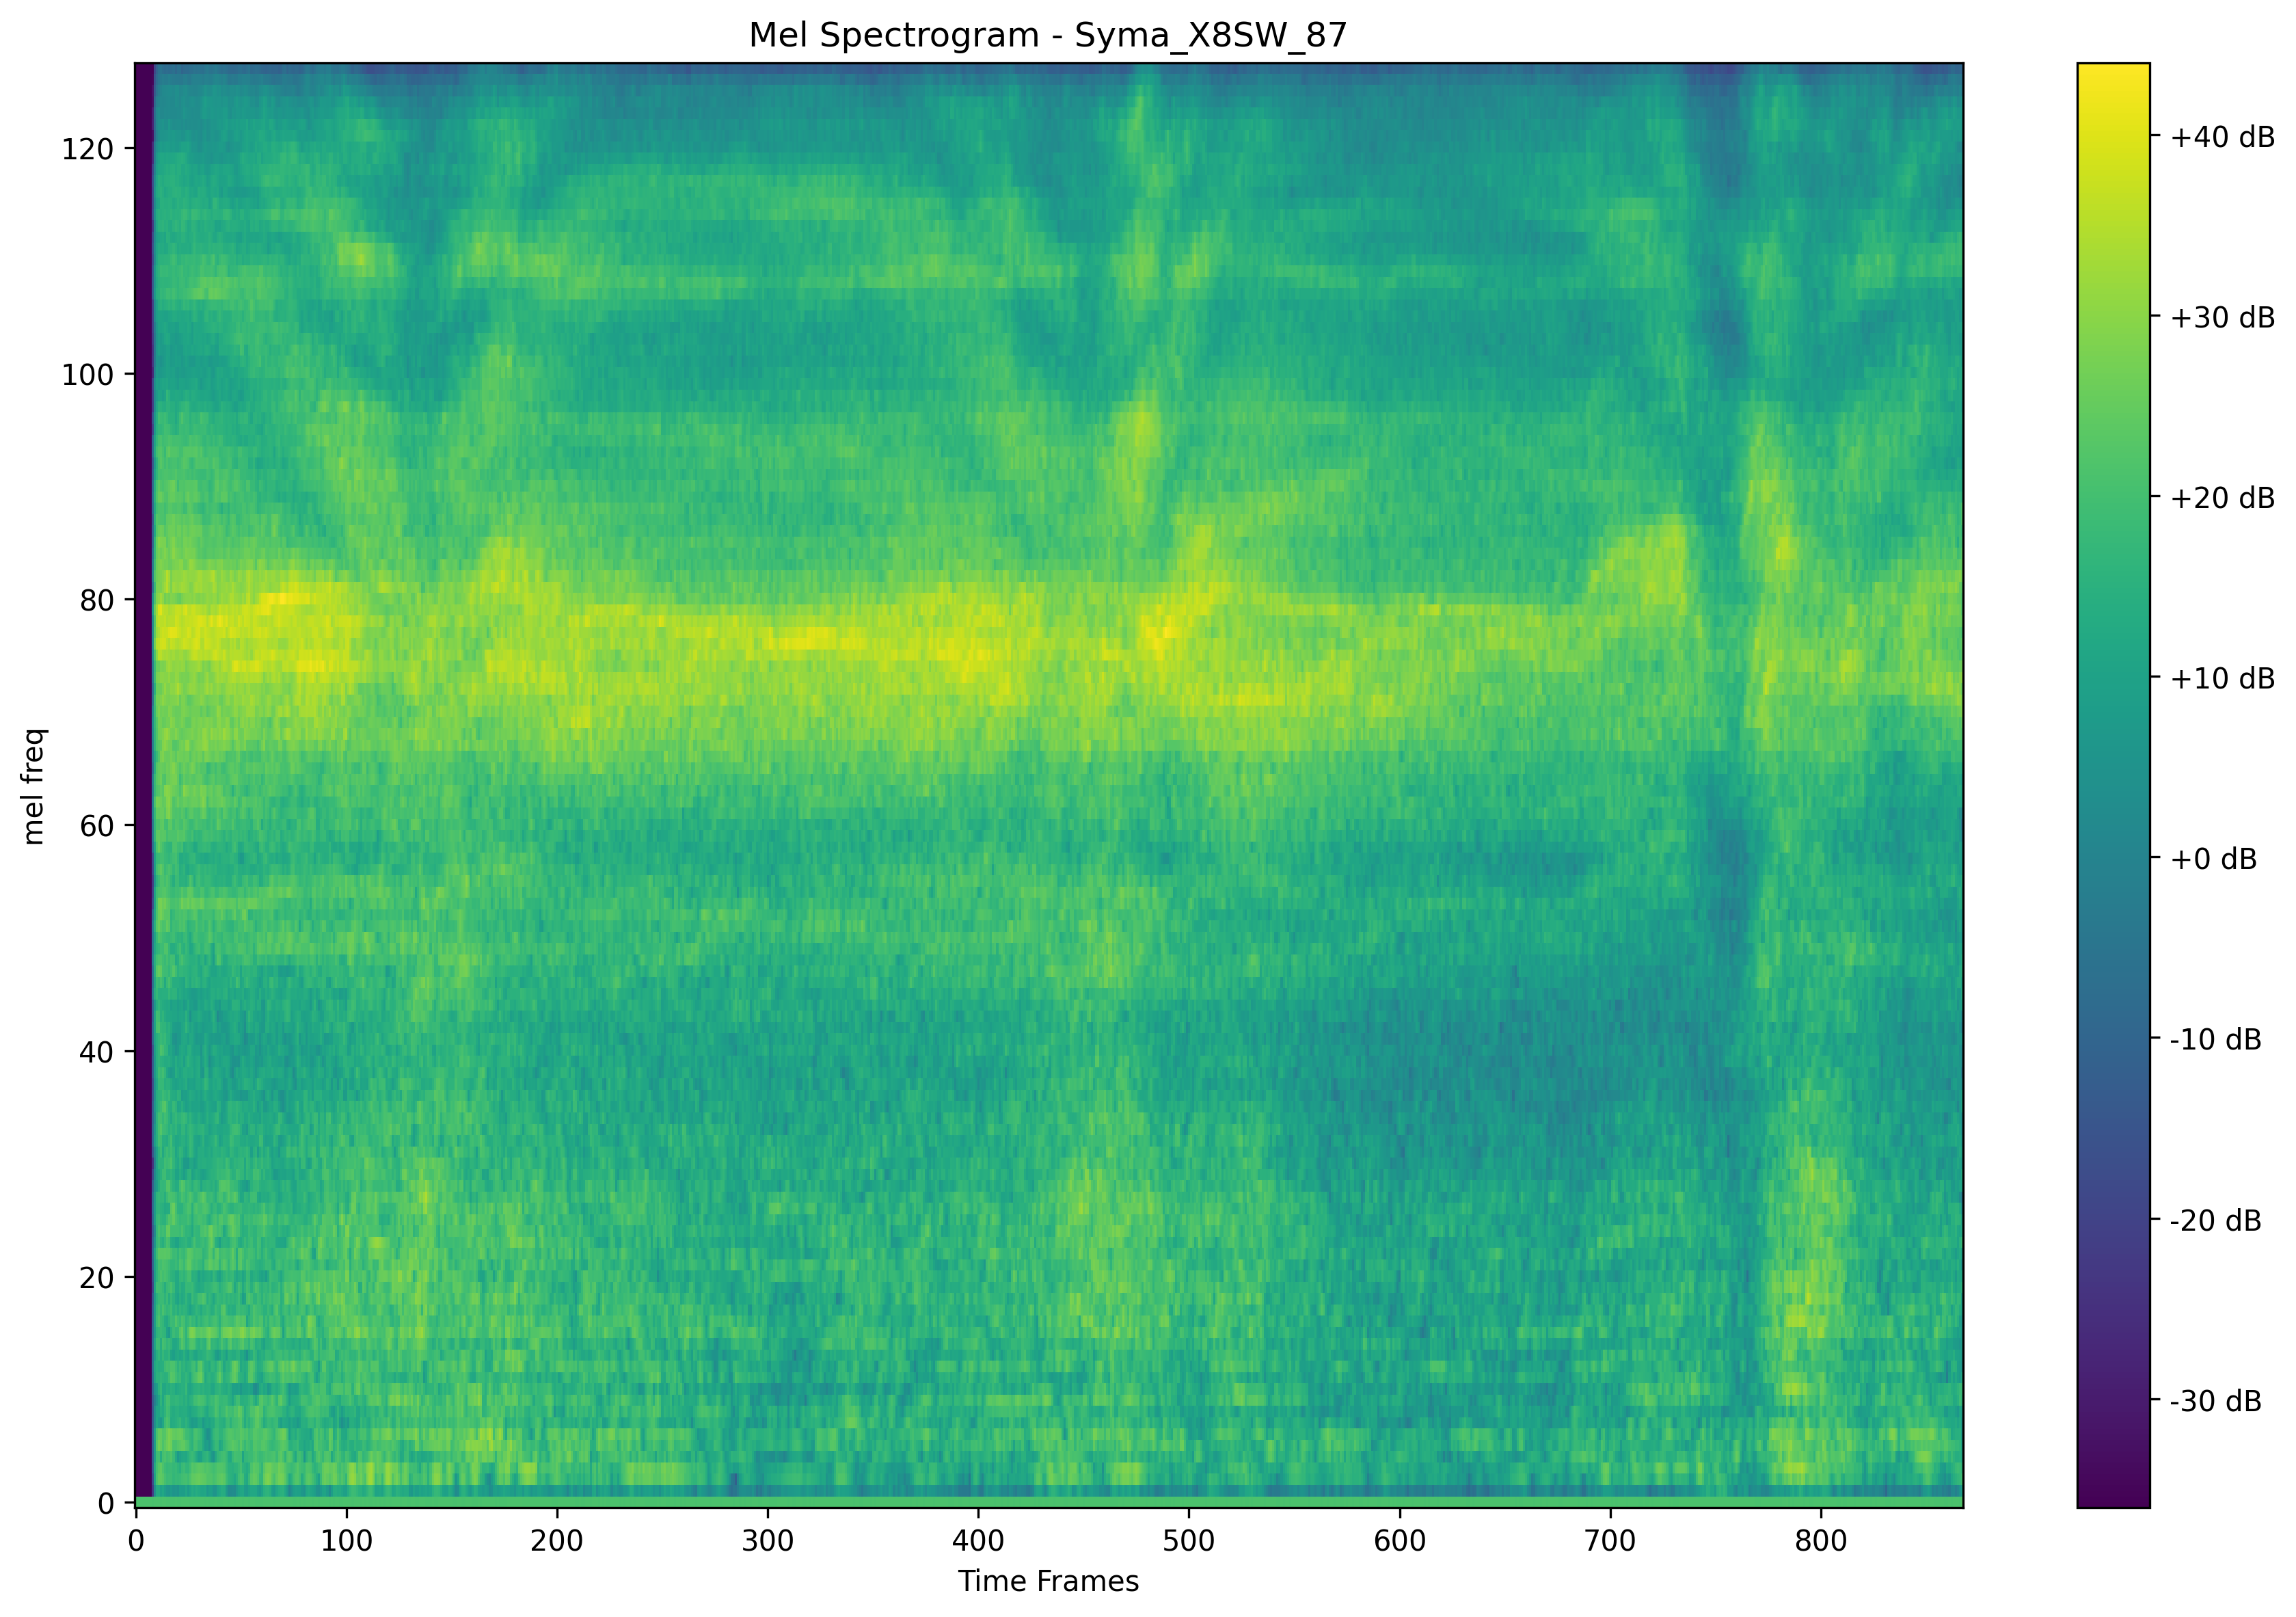 Mel Spectrogram - Syma_X8SW_87
mel freq
120
100
80
60
40
20
0
0 100 200 300 400 500 600 700 800
Time Frames
+40 dB
+30 dB
+20 dB
+10 dB
+0 dB
-10 dB
-20 dB
-30 dB